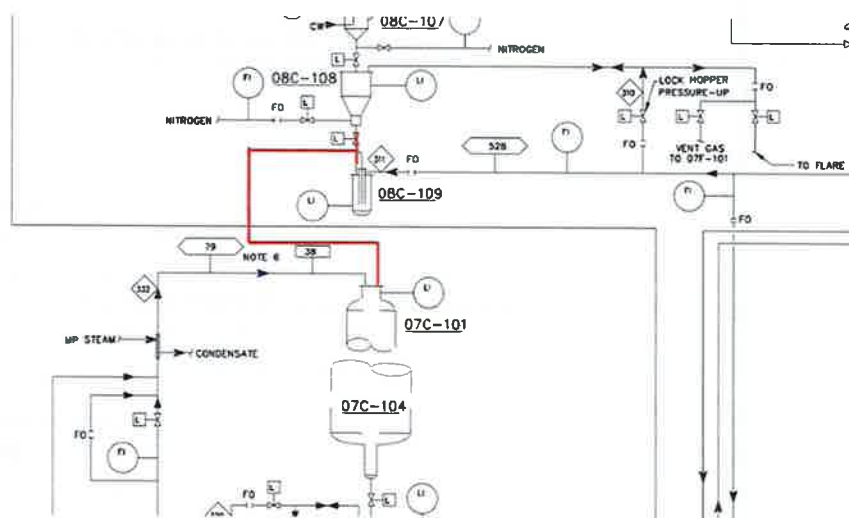 08C-107
CW
NITROGEN
L
08C-108
LI
FI
FO
L
NITROGEN
L
310
LOCK HOPPER
PRESSURE-UP
L
FO
L
L
FO
VENT GAS
TO 07F-101
TO FLARE
311
FO
528
FI
08C-109
LI
FI
FO
79
NOTE 6
38
332
LI
07C-101
MP STEAM
CONDENSATE
07C-104
L
FO
FI
FO
L
L
LI